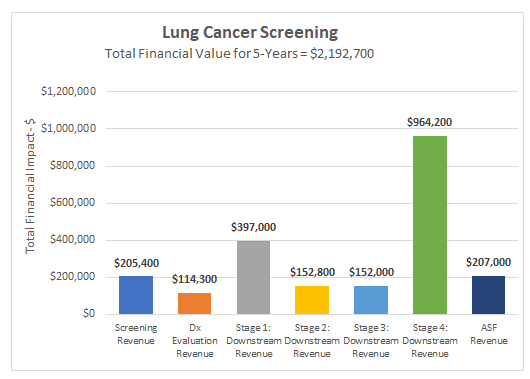 Lung Cancer Screening
Total Financial Value for 5-Years = $2,192,700
Total Financial Impact - $
$1,200,000
$1,000,000
$800,000
$600,000
$400,000
$200,000
$0
$205,400
$114,300
$397,000
$152,800
$152,000
$964,200
$207,000
Screening
Revenue
Dx
Evaluation
Revenue
Stage 1:
Downstream
Revenue
Stage 2:
Downstream
Revenue
Stage 3:
Downstream
Revenue
Stage 4:
Downstream
Revenue
ASF
Revenue